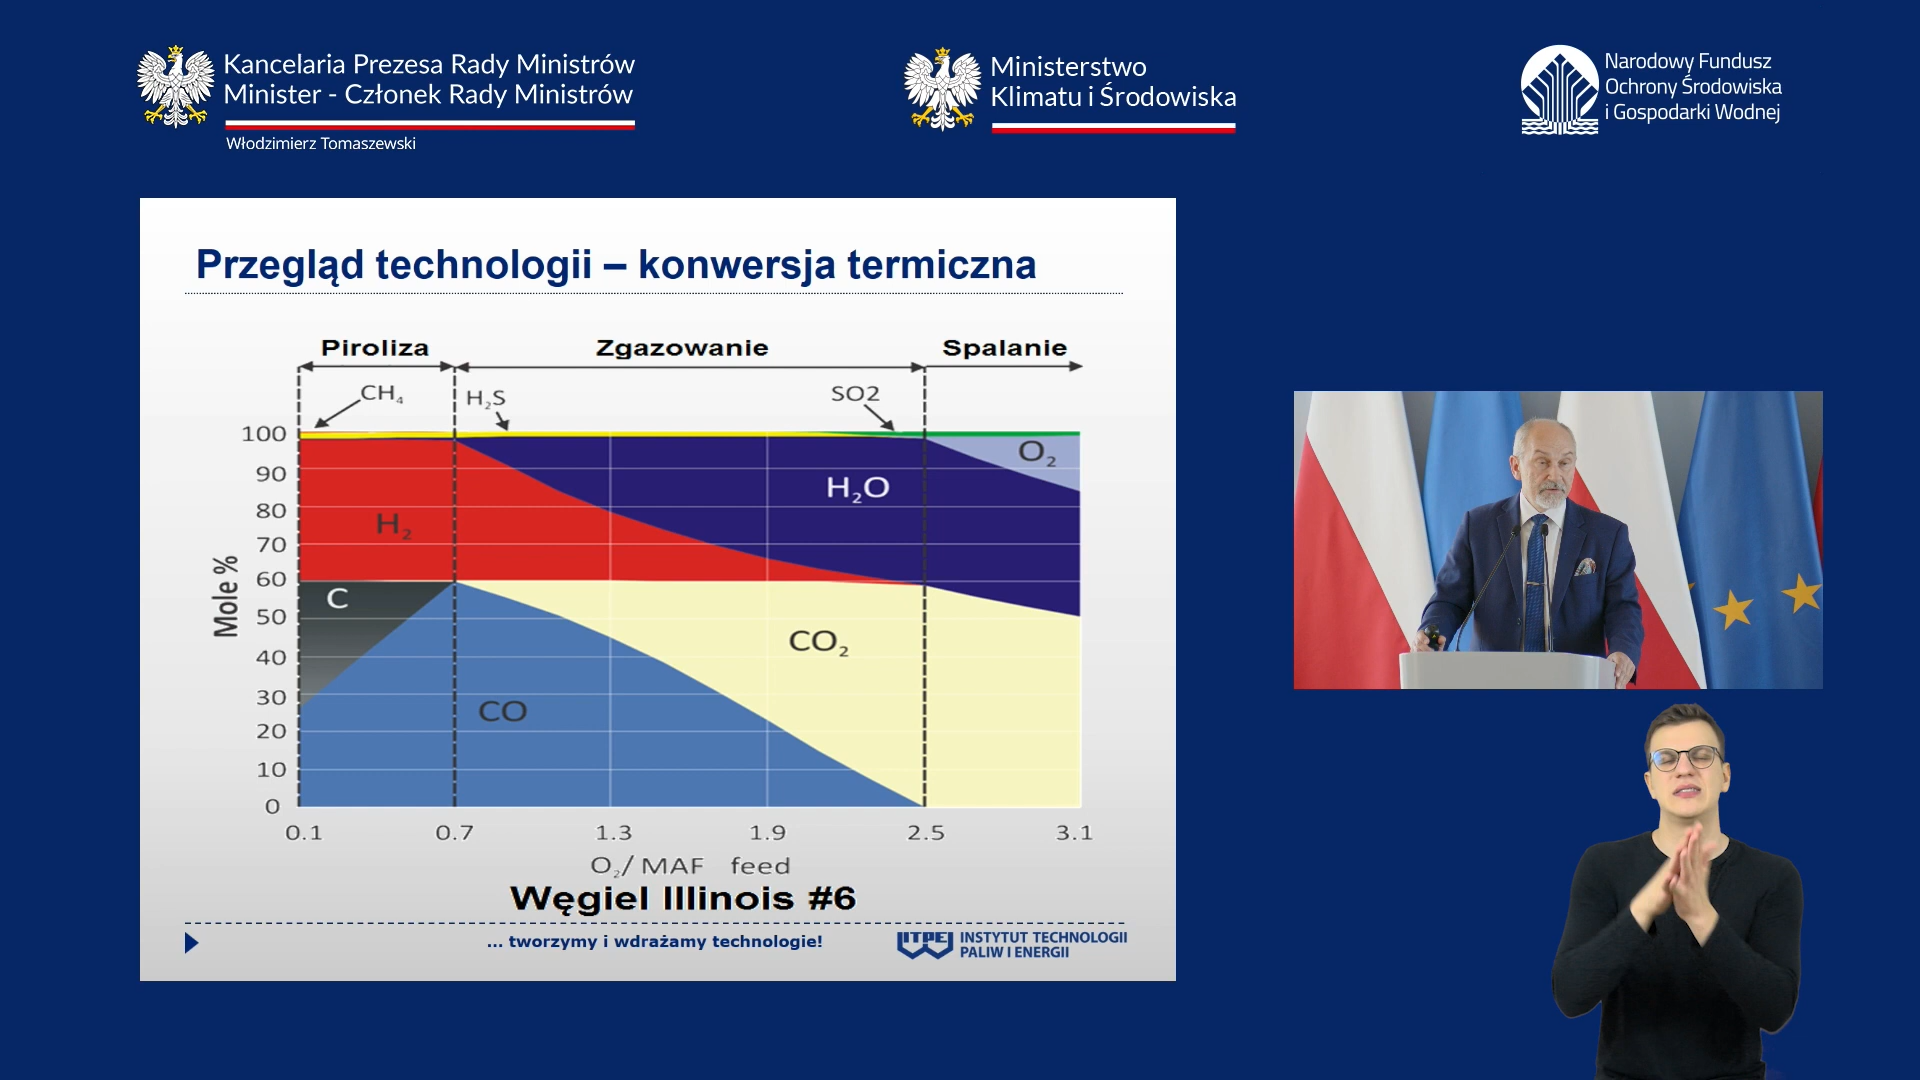 Kancelaria Prezesa Rady Ministrów
Minister - Członek Rady Ministrów
Włodzimierz Tomaszewski
Ministerstwo
Klimatu i Środowiska
Narodowy Fundusz
Ochrony Środowiska
i Gospodarki Wodnej
Przegląd technologii – konwersja termiczna
Piroliza Zgazowanie Spalanie
CH₄ H₂S SO2
100
90
80
70
60
50
40
30
20
10
0
Mole %
O₂
H₂O
H₂
C
CO₂
CO
0.1 0.7 1.3 1.9 2.5 3.1
O₂/ MAF feed
Węgiel Illinois #6
... tworzymy i wdrażamy technologie!
ITPE
INSTYTUT TECHNOLOGII
PALIW I ENERGII